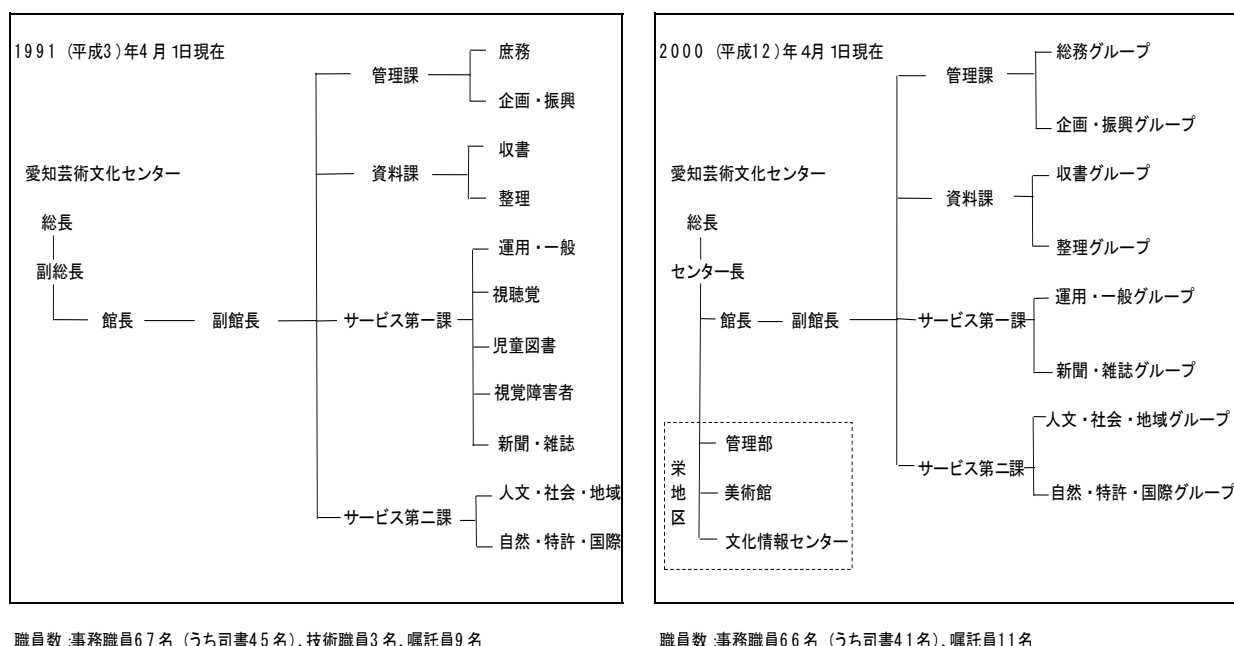 1991 (平成3)年4月1日現在
庶務
管理課
企画・振興
収書
愛知芸術文化センター
資料課
整理
総長
運用・一般
副総長
視聴覚
館長
副館長
サービス第一課
児童図書
視覚障害者
新聞・雑誌
人文・社会・地域
サービス第二課
自然・特許・国際
職員数:事務職員67名 (うち司書45名)、技術職員3名、嘱託員9名
2000 (平成12)年4月1日現在
総務グループ
管理課
企画・振興グループ
愛知芸術文化センター
収書グループ
資料課
総長
整理グループ
センター長
運用・一般グループ
館長
副館長
サービス第一課
新聞・雑誌グループ
人文・社会・地域グループ
管理部
サービス第二課
栄地区
美術館
自然・特許・国際グループ
文化情報センター
職員数:事務職員66名 (うち司書41名)、嘱託員11名